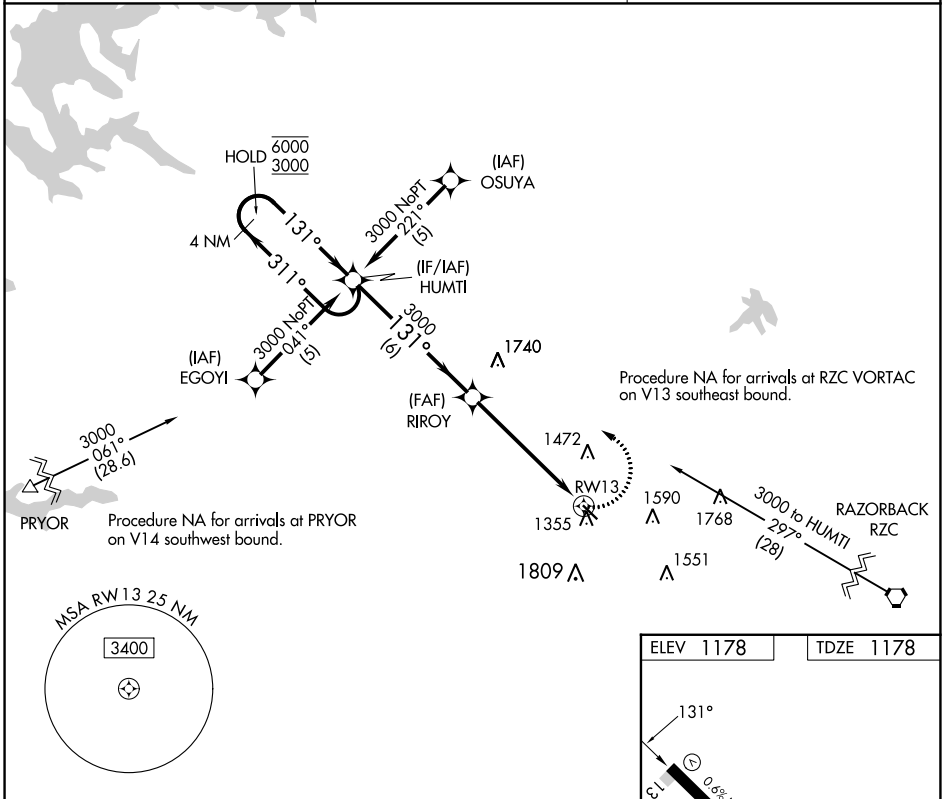 HOLD 6000
3000
(IAF)
OSUYA
3000 NoPT
221°
(5)
131°
4 NM
311°
(IF/IAF)
HUMTI
3000 NoPT
041°
(5)
3000
131°
(6)
(IAF)
EGOYI
1740
(FAF)
RIROY
Procedure NA for arrivals at RZC VORTAC
on V13 southeast bound.
3000
061°
(28.6)
1472
RW13
1355
1590
1768
3000 to HUMTI
297°
(28)
RAZORBACK
RZC
PRYOR
Procedure NA for arrivals at PRYOR
on V14 southwest bound.
1809
1551
MSA RW13 25 NM
3400
ELEV 1178
TDZE 1178
131°
V
13
0.6%